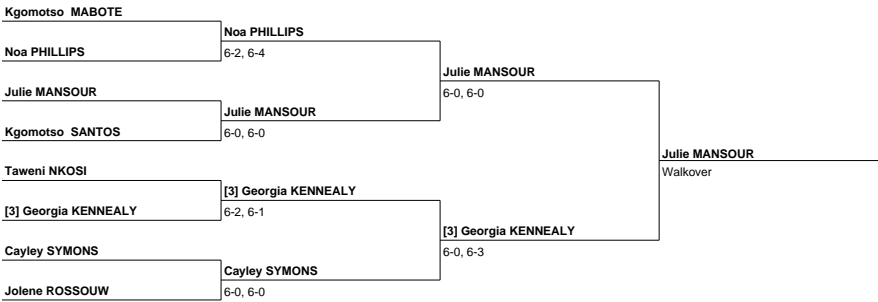 Kgomotso MABOTE
Noa PHILLIPS
Noa PHILLIPS
6-2, 6-4
Julie MANSOUR
6-0, 6-0
Julie MANSOUR
Julie MANSOUR
Kgomotso SANTOS
6-0, 6-0
Julie MANSOUR
Walkover
Taweni NKOSI
[3] Georgia KENNEALY
[3] Georgia KENNEALY
6-2, 6-1
[3] Georgia KENNEALY
6-0, 6-3
Cayley SYMONS
Cayley SYMONS
Jolene ROSSOUW
6-0, 6-0